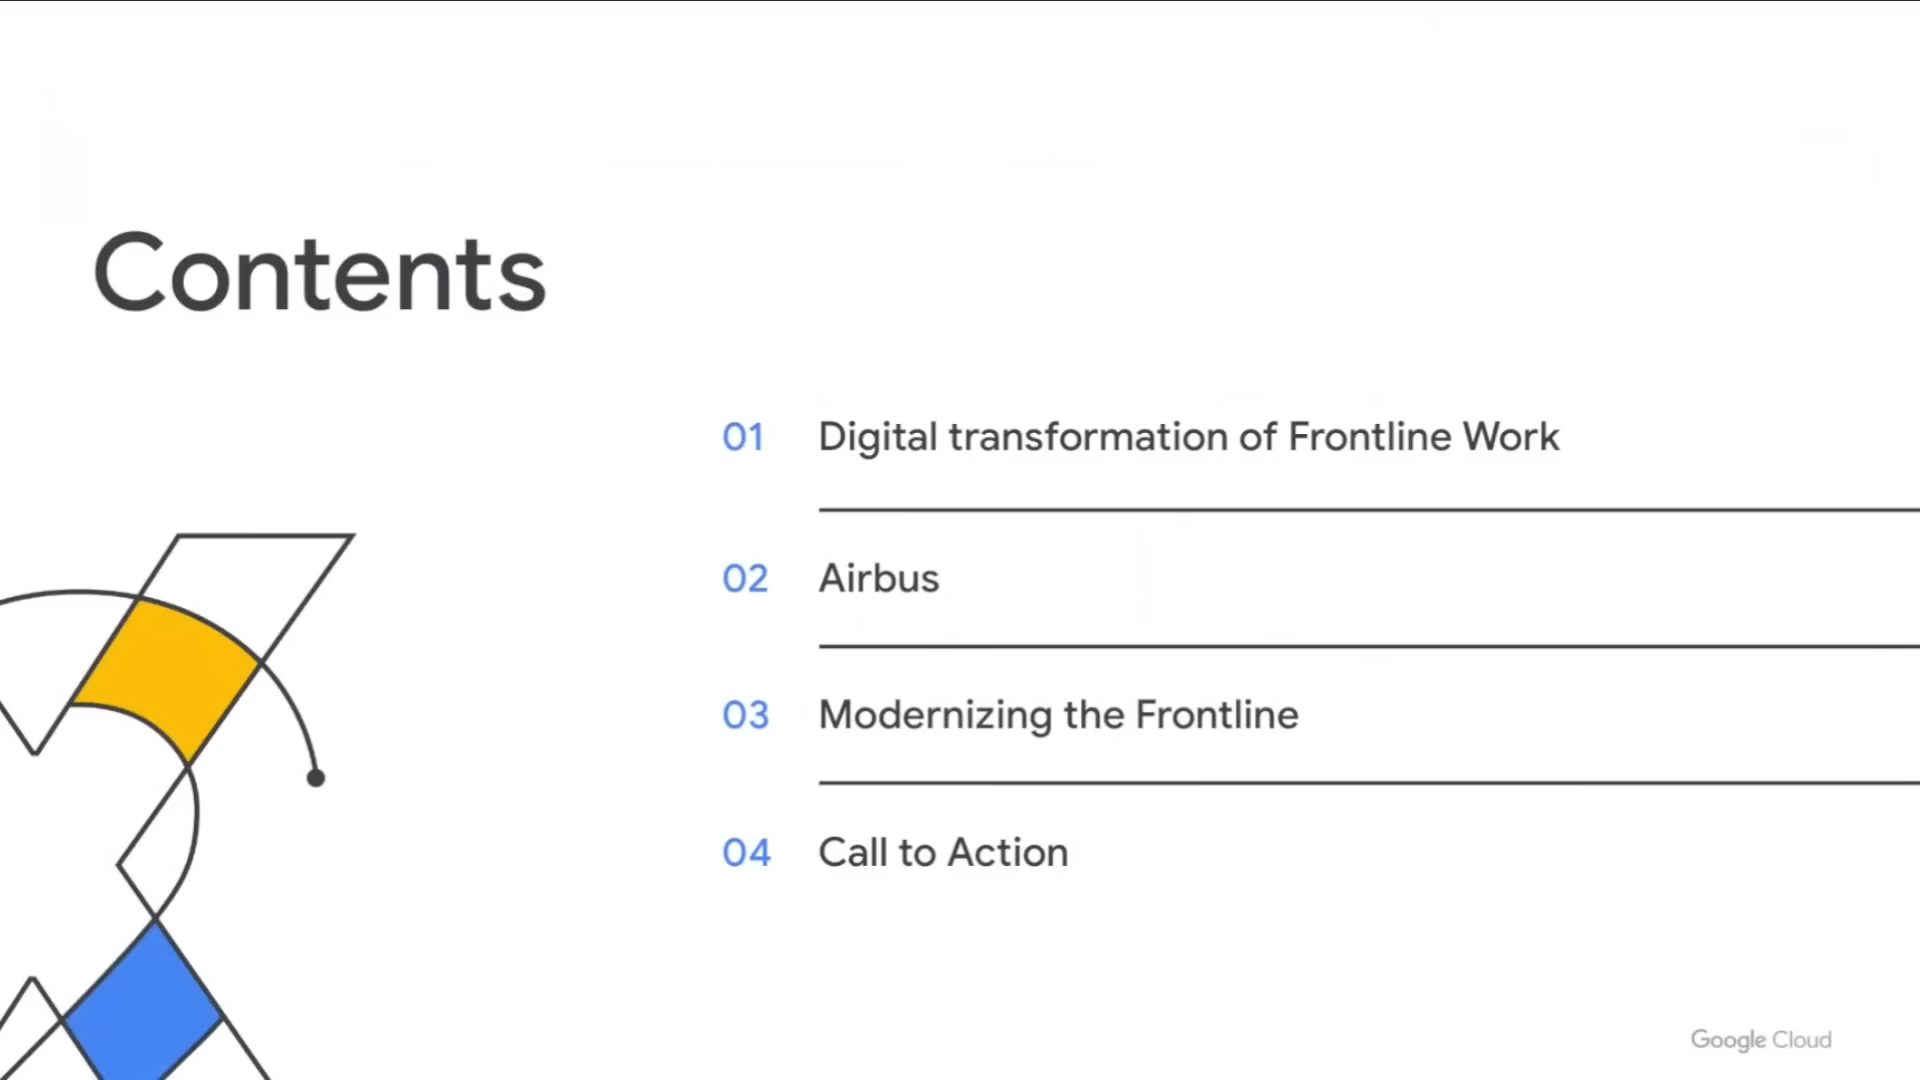 Contents
01 Digital transformation of Frontline Work
02 Airbus
03 Modernizing the Frontline
04 Call to Action
Google Cloud